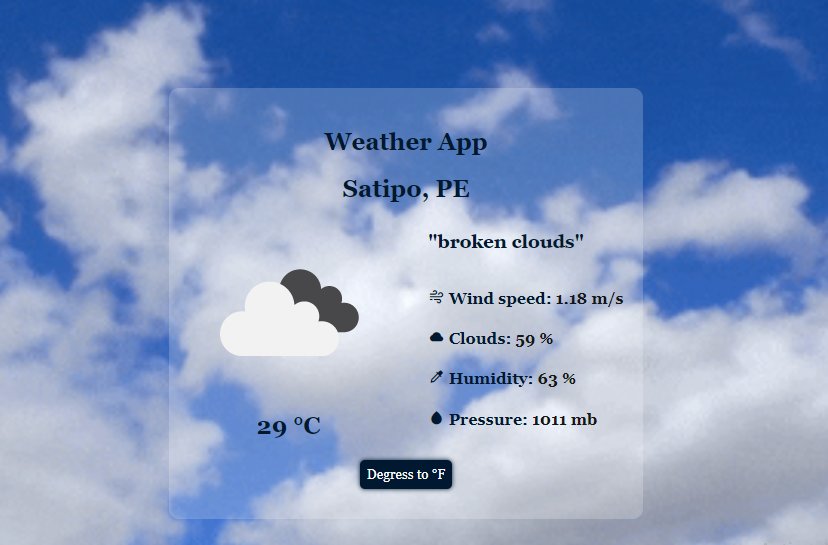 Weather App
Satipo, PE
"broken clouds"
Wind speed: 1.18 m/s
Clouds: 59 %
Humidity: 63 %
Pressure: 1011 mb
29 °C
Degress to °F